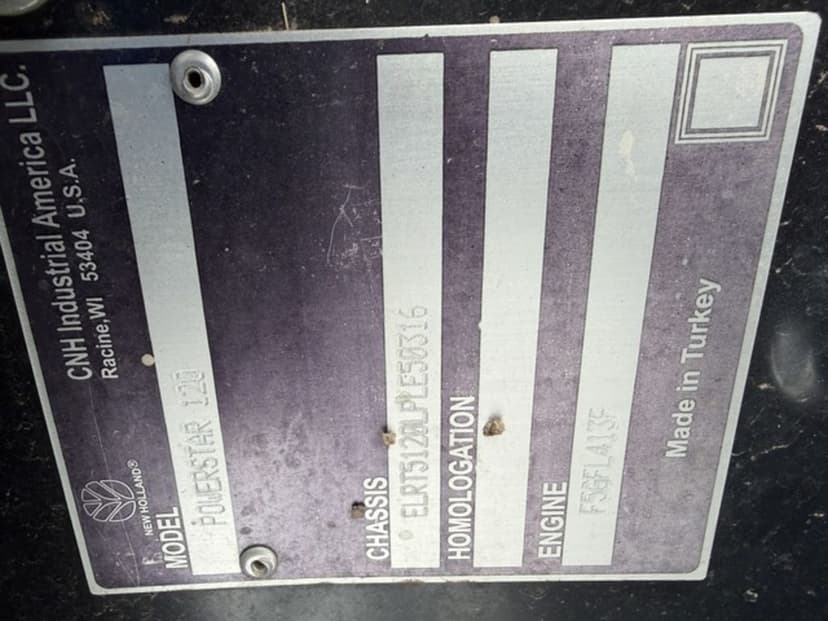 CNH Industrial America LLC.
Racine,WI 53404 U.S.A.
NEW HOLLAND®
MODEL
POWERSTAR 120
CHASSIS
ELRT5120LPLE50316
HOMOLOGATION
ENGINE
F5GFL413F
Made in Turkey